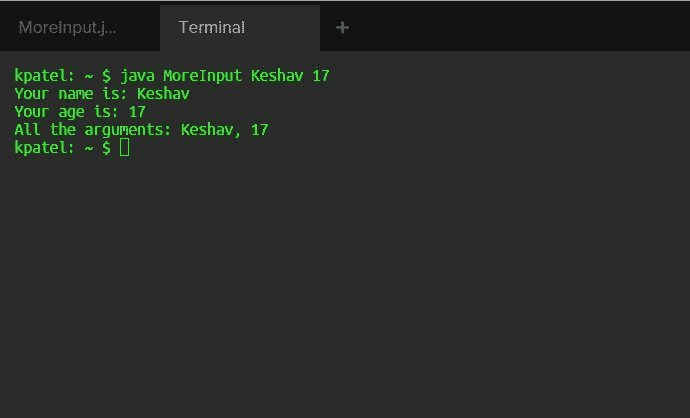 MoreInput.j...
Terminal
+
kpatel: ~ $ java MoreInput Keshav 17
Your name is: Keshav
Your age is: 17
All the arguments: Keshav, 17
kpatel: ~ $